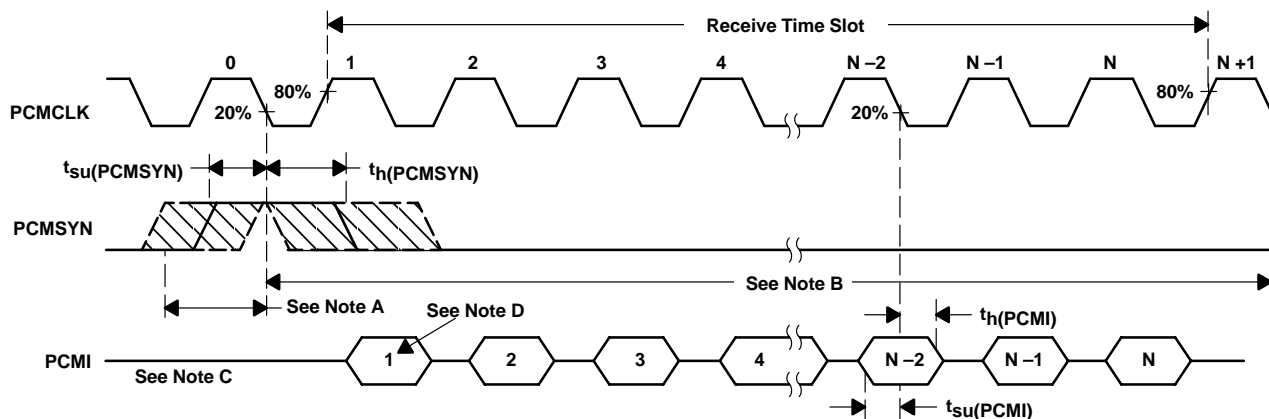 Receive Time Slot
0 1 2 3 4 N –2 N –1 N N +1
80% 80%
PCMCLK 20% 20%
tsu(PCMSYN) th(PCMSYN)
PCMSYN
See Note A See Note B
See Note D th(PCMI)
PCMI 1 2 3 4 N –2 N –1 N
See Note C
tsu(PCMI)